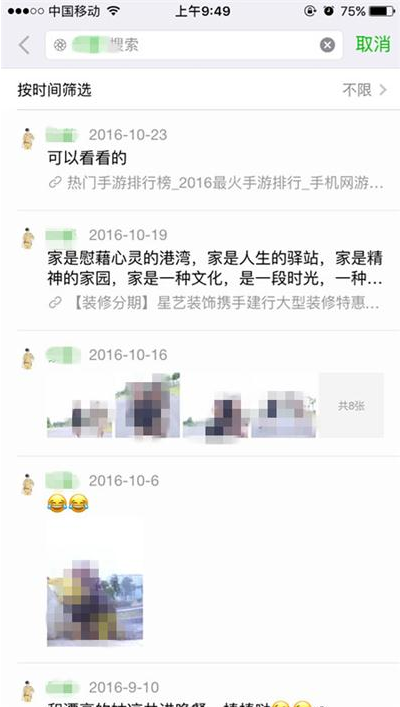 中国移动
上午9:49
75%
搜索
取消
按时间筛选
不限
2016-10-23
可以看看的
热门手游排行榜_2016最火手游排行_手机网游...
2016-10-19
家是慰藉心灵的港湾，家是人生的驿站，家是精
神的家园，家是一种文化，是一段时光，一种...
【装修分期】星艺装饰携手建行大型装修特惠...
2016-10-16
共8张
2016-10-6
😂😂
2016-9-10